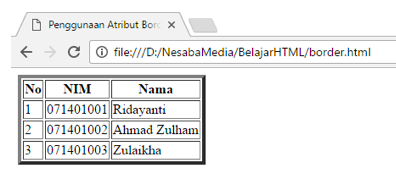 Penggunaan Atribut Bord
file:///D:/NesabaMedia/BelajarHTML/border.html
No NIM Nama
1 071401001 Ridayanti
2 071401002 Ahmad Zulham
3 071401003 Zulaikha